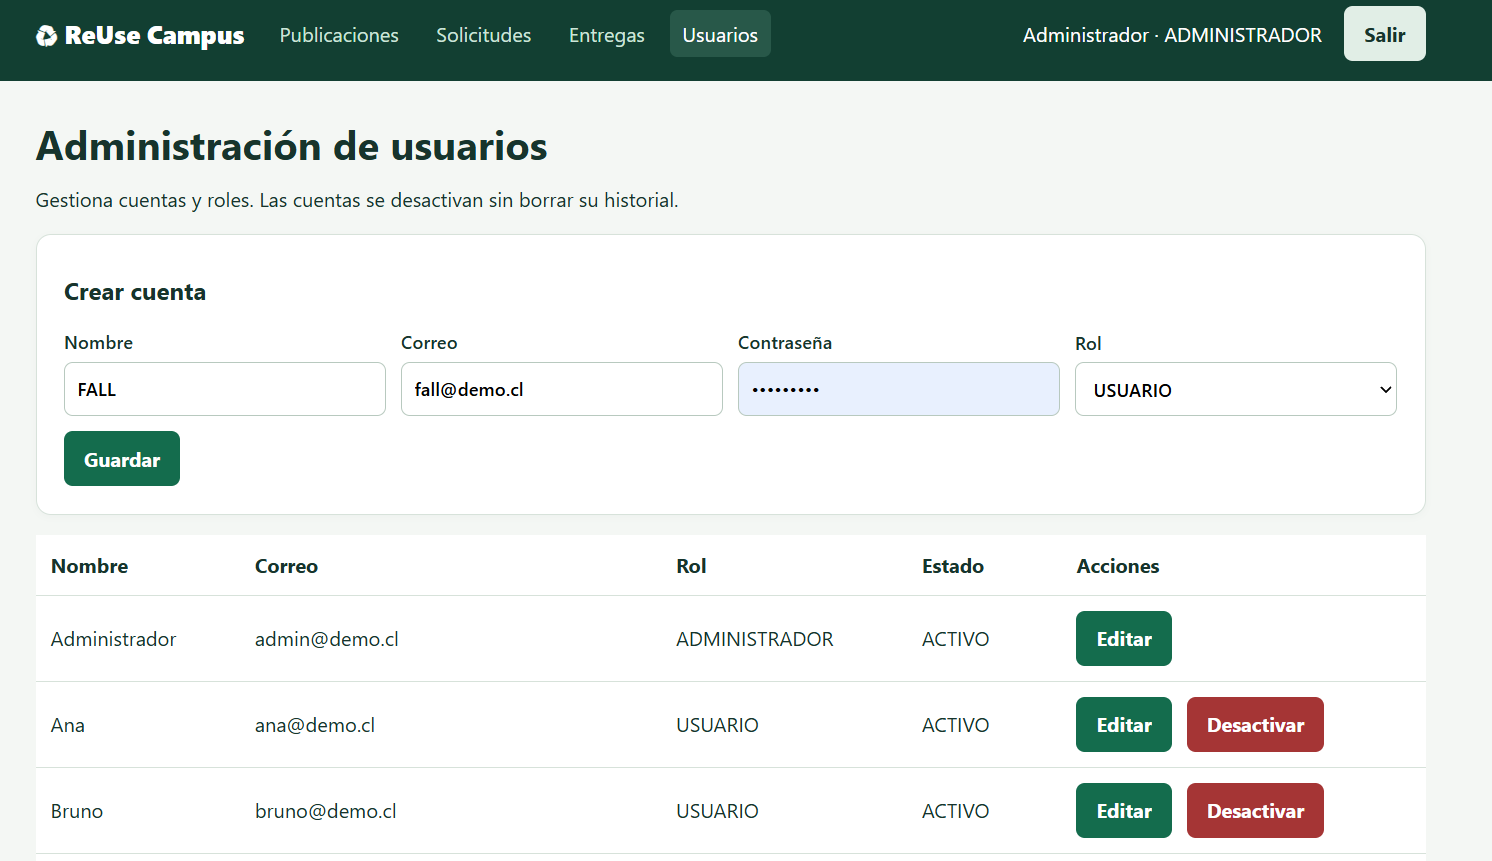 ReUse Campus Publicaciones Solicitudes Entregas Usuarios Administrador · ADMINISTRADOR Salir
Administración de usuarios
Gestiona cuentas y roles. Las cuentas se desactivan sin borrar su historial.
Crear cuenta
Nombre Correo Contraseña Rol
FALL fall@demo.cl ••••••••• USUARIO
Guardar
Nombre Correo Rol Estado Acciones
Administrador admin@demo.cl ADMINISTRADOR ACTIVO Editar
Ana ana@demo.cl USUARIO ACTIVO Editar Desactivar
Bruno bruno@demo.cl USUARIO ACTIVO Editar Desactivar